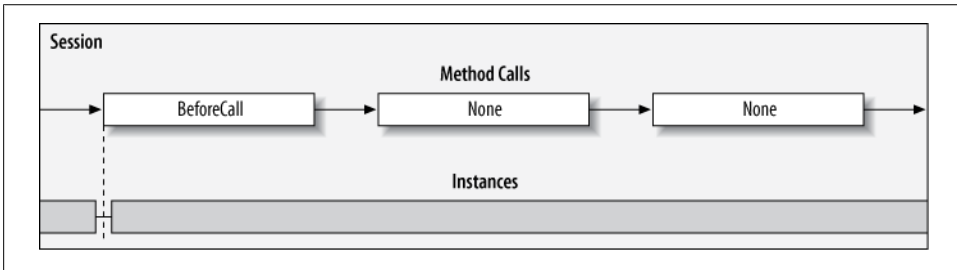 Session
Method Calls
BeforeCall
None
None
Instances